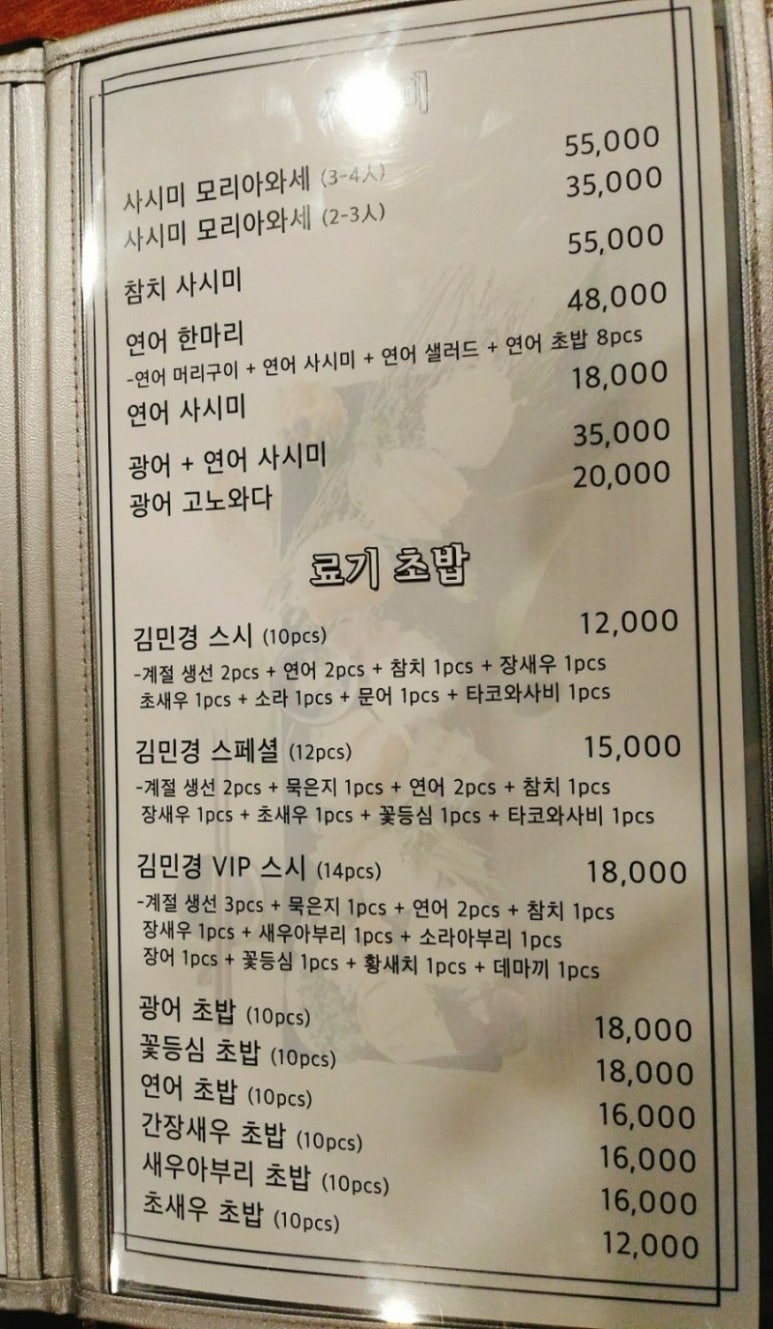 사시미 모리아와세 (3-4人) 55,000
사시미 모리아와세 (2-3人) 35,000
참치 사시미 55,000
연어 한마리 48,000
-연어 머리구이 + 연어 사시미 + 연어 샐러드 + 연어 초밥 8pcs
연어 사시미 18,000
광어 + 연어 사시미 35,000
광어 고노와다 20,000
료기 초밥
김민경 스시 (10pcs) 12,000
-계절 생선 2pcs + 연어 2pcs + 참치 1pcs + 장새우 1pcs
초새우 1pcs + 소라 1pcs + 문어 1pcs + 타코와사비 1pcs
김민경 스페셜 (12pcs) 15,000
-계절 생선 2pcs + 묵은지 1pcs + 연어 2pcs + 참치 1pcs
장새우 1pcs + 초새우 1pcs + 꽃등심 1pcs + 타코와사비 1pcs
김민경 VIP 스시 (14pcs) 18,000
-계절 생선 3pcs + 묵은지 1pcs + 연어 2pcs + 참치 1pcs
장새우 1pcs + 새우아부리 1pcs + 소라아부리 1pcs
장어 1pcs + 꽃등심 1pcs + 황새치 1pcs + 데마끼 1pcs
광어 초밥 (10pcs) 18,000
꽃등심 초밥 (10pcs) 18,000
연어 초밥 (10pcs) 16,000
간장새우 초밥 (10pcs) 16,000
새우아부리 초밥 (10pcs) 16,000
초새우 초밥 (10pcs) 12,000